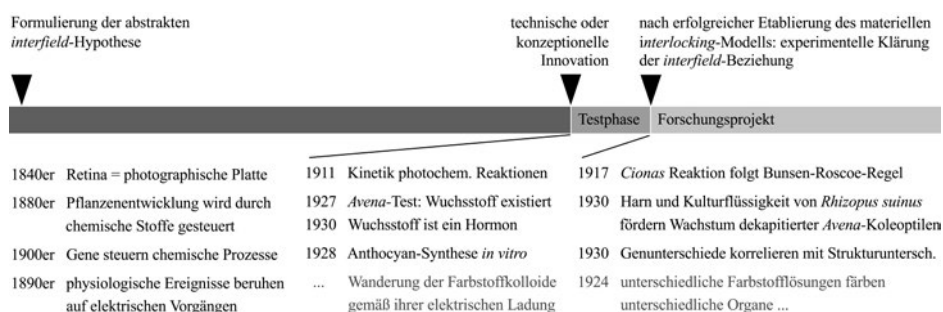 Formulierung der abstrakten
interfield-Hypothese
technische oder
konzeptionelle
Innovation
nach erfolgreicher Etablierung des materiellen
interlocking-Modells: experimentelle Klärung
der interfield-Beziehung
Testphase
Forschungsprojekt
1840er Retina = photographische Platte
1880er Pflanzenentwicklung wird durch
chemische Stoffe gesteuert
1900er Gene steuern chemische Prozesse
1890er physiologische Ereignisse beruhen
auf elektrischen Vorgängen
1911 Kinetik photochem. Reaktionen
1927 Avena-Test: Wuchsstoff existiert
1930 Wuchsstoff ist ein Hormon
1928 Anthocyan-Synthese in vitro
... Wanderung der Farbstoffkolloide
gemäß ihrer elektrischen Ladung
1917 Cionas Reaktion folgt Bunsen-Roscoe-Regel
1930 Harn und Kulturflüssigkeit von Rhizopus suinus
fördern Wachstum dekapitierter Avena-Koleoptilen
1930 Genunterschiede korrelieren mit Strukturuntersch.
1924 unterschiedliche Farbstofflösungen färben
unterschiedliche Organe ...